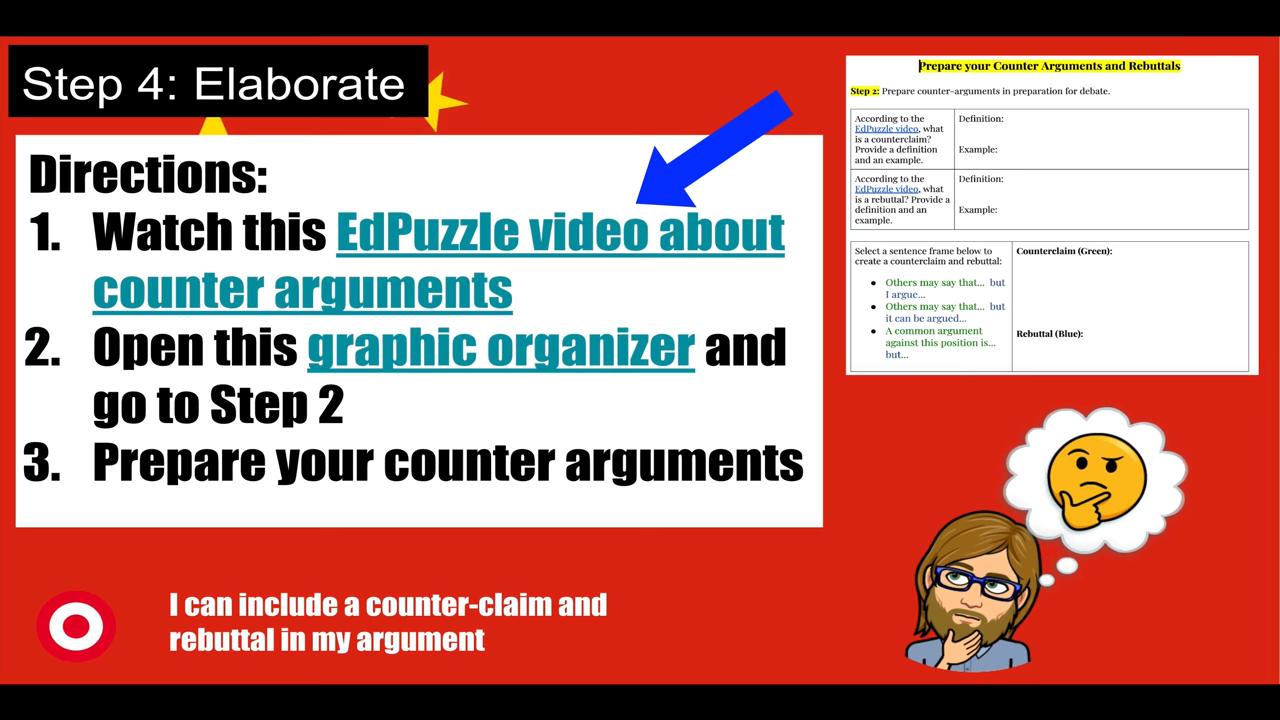 Step 4: Elaborate
Directions:
1. Watch this EdPuzzle video about
counter arguments
2. Open this graphic organizer and
go to Step 2
3. Prepare your counter arguments
I can include a counter-claim and
rebuttal in my argument
Prepare your Counter Arguments and Rebuttals
Step 2: Prepare counter-arguments in preparation for debate.
According to the
EdPuzzle video, what
is a counterclaim?
Provide a definition
and an example.
Definition:
Example:
According to the
EdPuzzle video, what
is a rebuttal? Provide a
definition and an
example.
Definition:
Example:
Select a sentence frame below to
create a counterclaim and rebuttal:
● Others may say that... but
I argue...
● Others may say that... but
it can be argued...
● A common argument
against this position is...
but...
Counterclaim (Green):
Rebuttal (Blue):